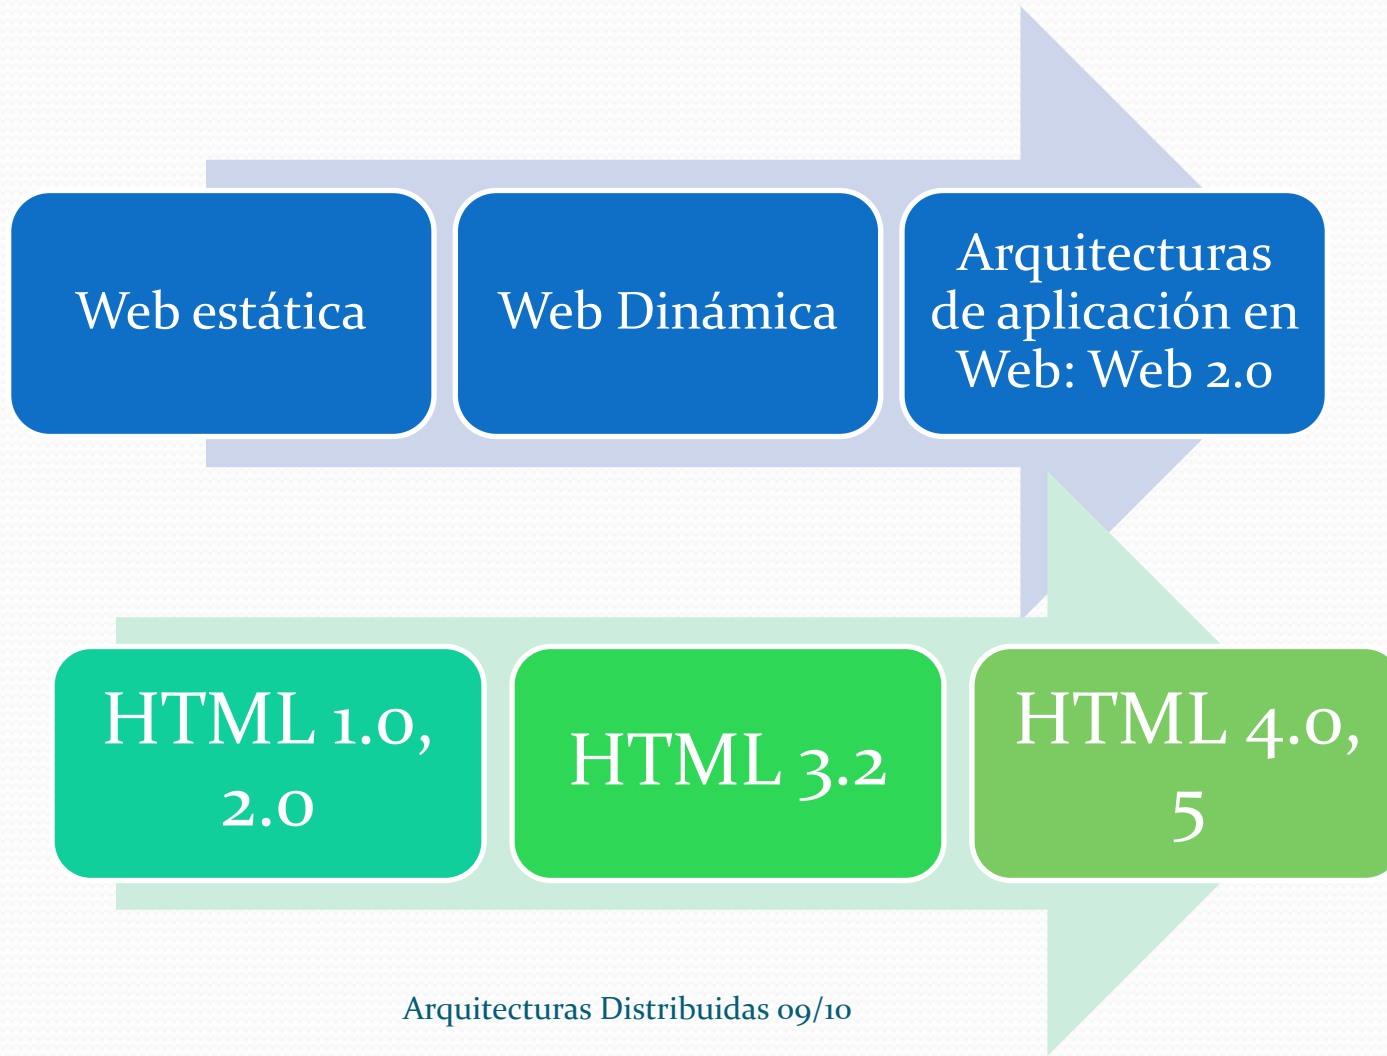 Web estática
Web Dinámica
Arquitecturas
de aplicación en
Web: Web 2.0
HTML 1.0,
2.0
HTML 3.2
HTML 4.0,
5
Arquitecturas Distribuidas 09/10